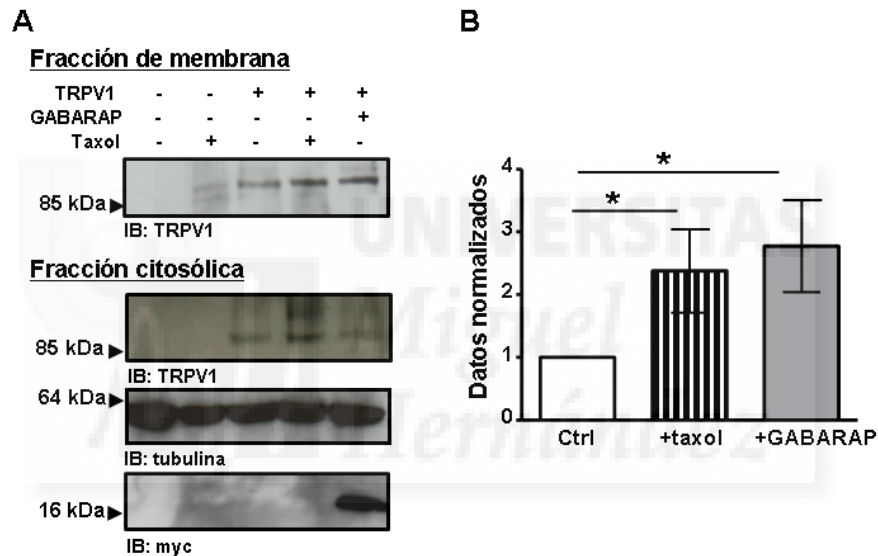 A
Fracción de membrana
TRPV1 - - + + +
GABARAP - - - - +
Taxol - + - + -
85 kDa
IB: TRPV1
Fracción citosólica
85 kDa
IB: TRPV1
64 kDa
IB: tubulina
16 kDa
IB: myc
B
Datos normalizados
4
3
2
1
0
*
*
Ctrl
+taxol
+GABARAP
UNIVERSITAS
Miguel
Hernández